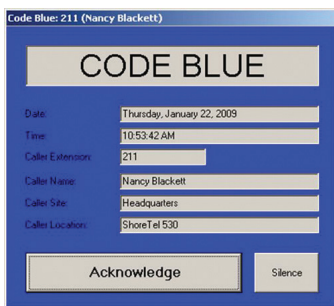 Code Blue: 211 (Nancy Blackett)
CODE BLUE
Date: Thursday, January 22, 2009
Time: 10:53:42 AM
Caller Extension: 211
Caller Name: Nancy Blackett
Caller Site: Headquarters
Caller Location: ShoreTel 530
Acknowledge Silence